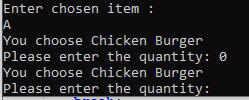 Enter chosen item :
A
You choose Chicken Burger
Please enter the quantity: 0
You choose Chicken Burger
Please enter the quantity: